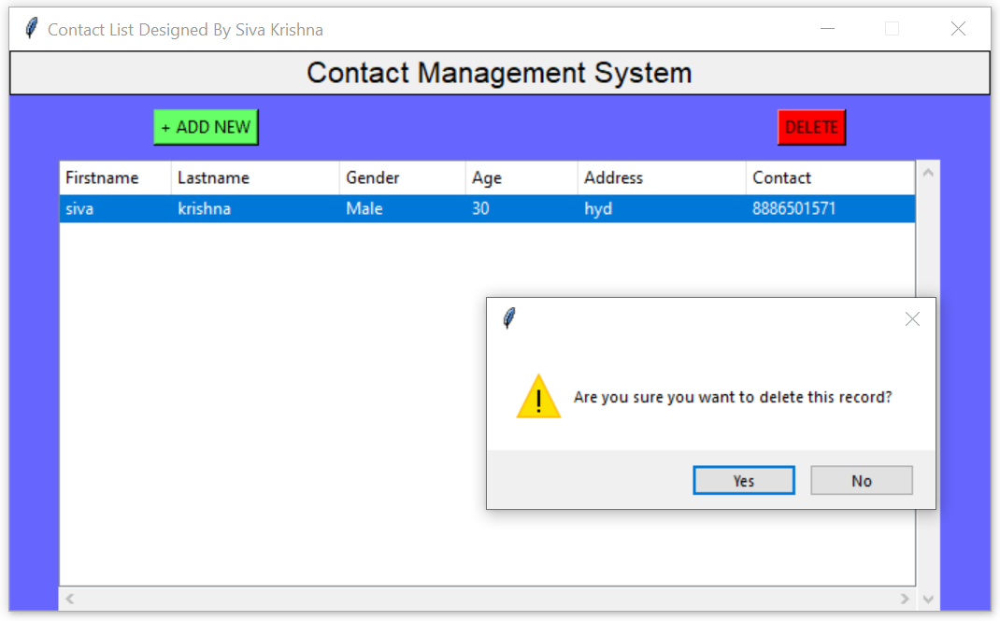 Contact List Designed By Siva Krishna
Contact Management System
+ ADD NEW
DELETE
Firstname Lastname Gender Age Address Contact
siva krishna Male 30 hyd 8886501571
Are you sure you want to delete this record?
Yes No